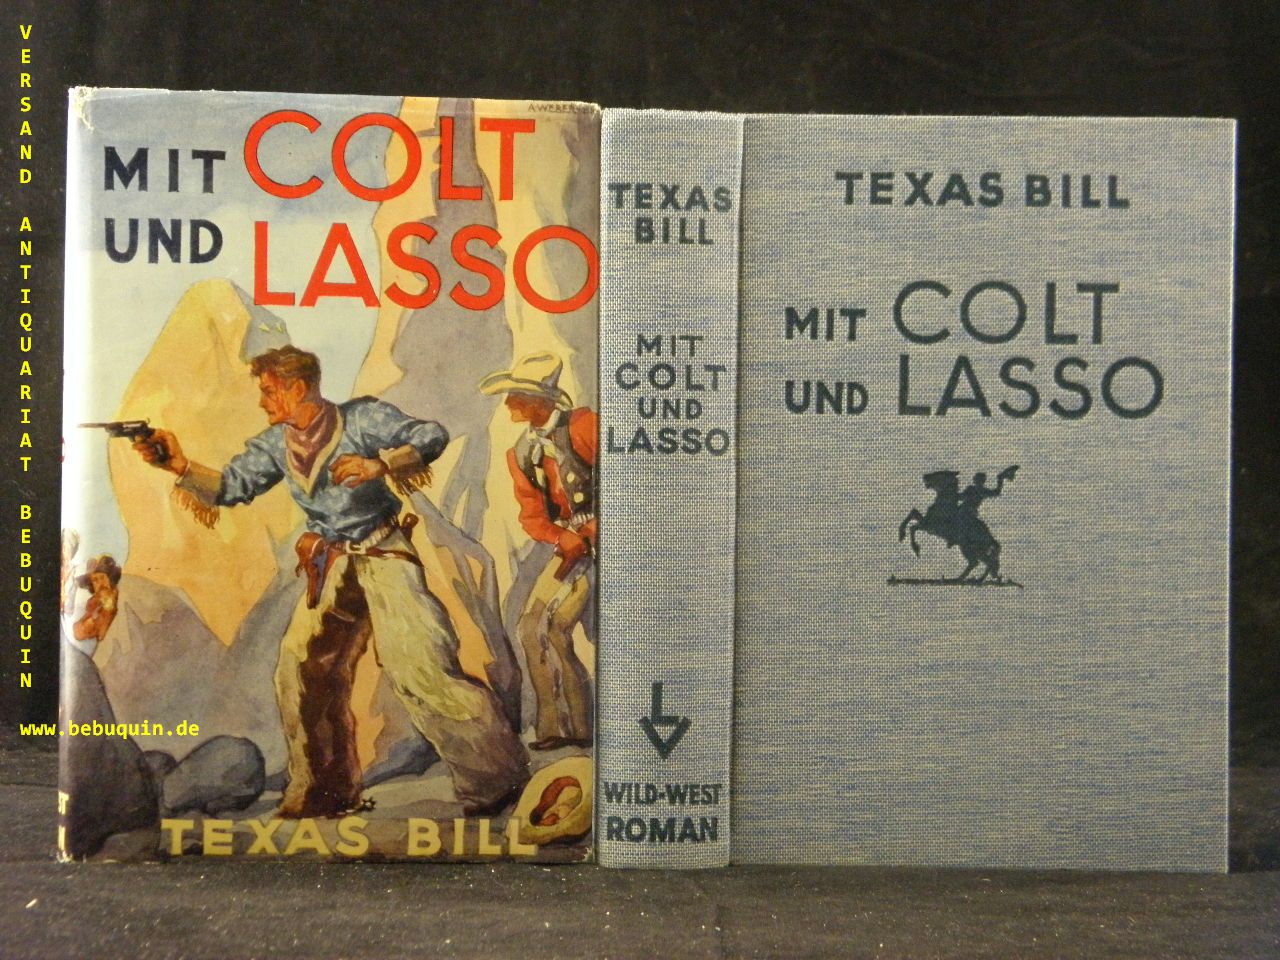 VERSAND ANTIQUARIAT BEBUQUIN
www.bebuquin.de
A.WEBER
MIT COLT
UND LASSO
TEXAS BILL
TEXAS
BILL
MIT
COLT
UND
LASSO
L
WILD-WEST
ROMAN
TEXAS BILL
MIT COLT
UND LASSO